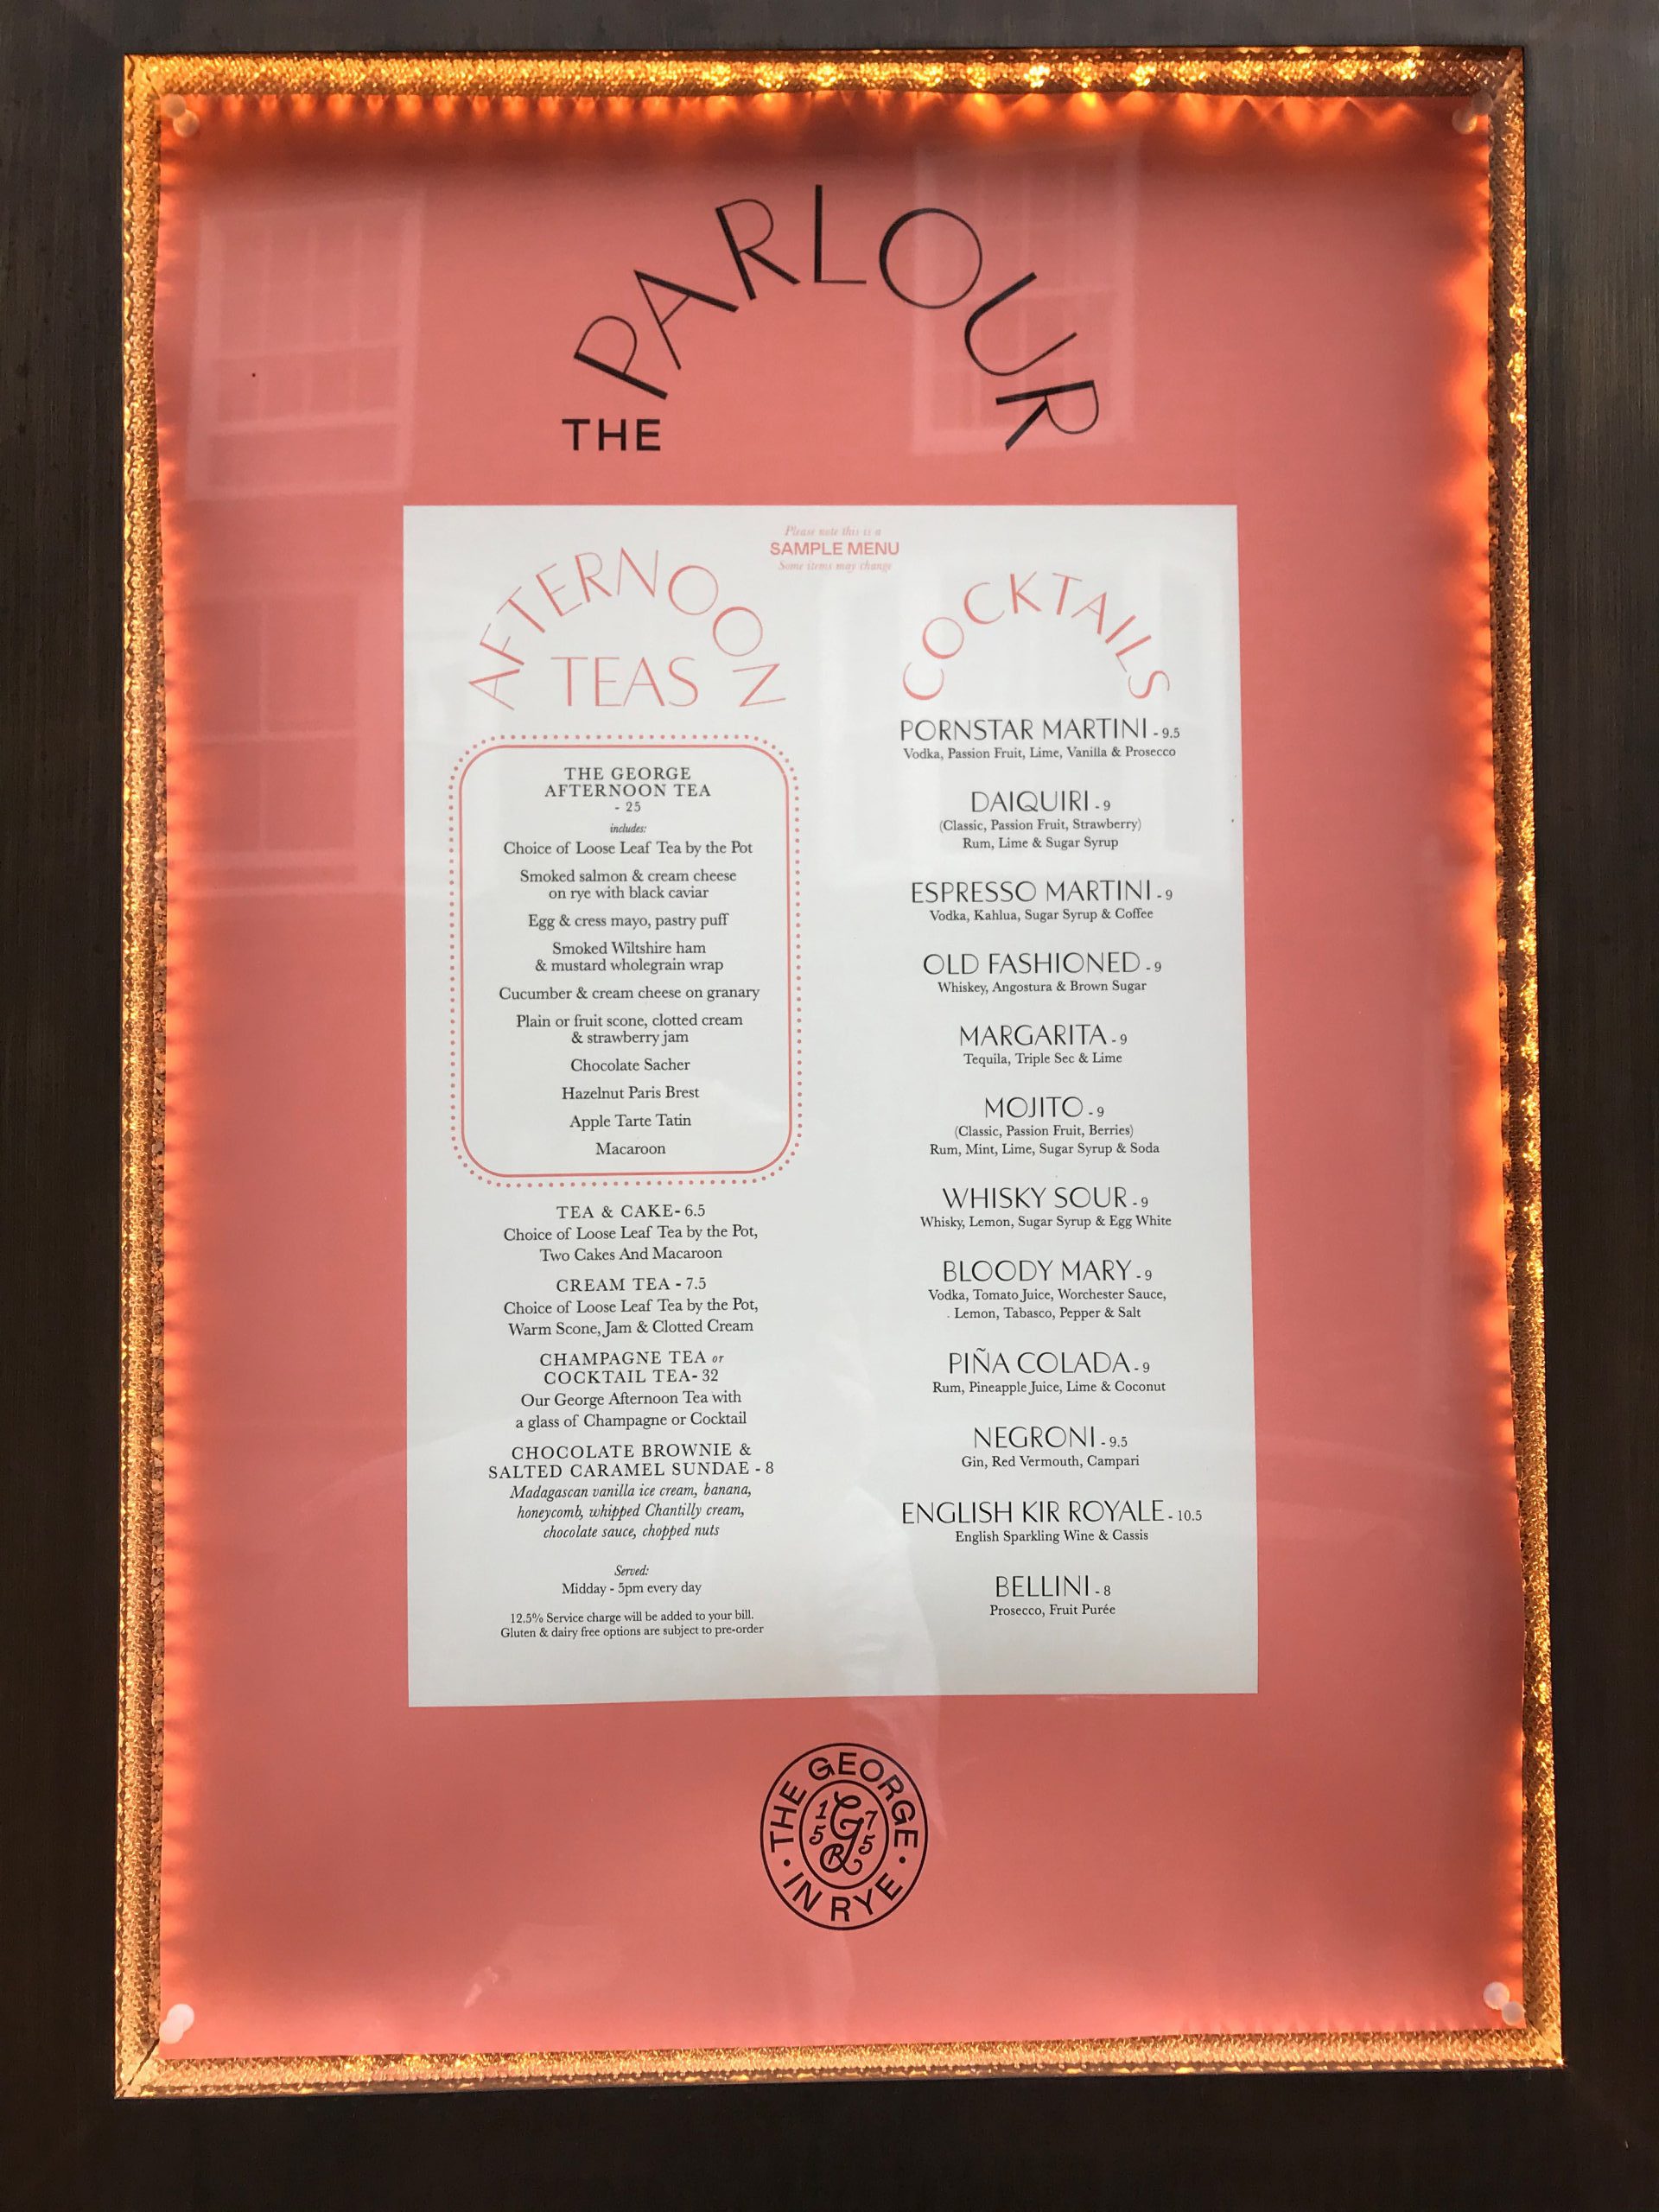 THE PARLOUR
Please note this is a
SAMPLE MENU
Some items may change
AFTERNOON
TEAS
THE GEORGE
AFTERNOON TEA
- 25
includes:
Choice of Loose Leaf Tea by the Pot
Smoked salmon & cream cheese
on rye with black caviar
Egg & cress mayo, pastry puff
Smoked Wiltshire ham
& mustard wholegrain wrap
Cucumber & cream cheese on granary
Plain or fruit scone, clotted cream
& strawberry jam
Chocolate Sacher
Hazelnut Paris Brest
Apple Tarte Tatin
Macaroon
TEA & CAKE- 6.5
Choice of Loose Leaf Tea by the Pot,
Two Cakes And Macaroon
CREAM TEA - 7.5
Choice of Loose Leaf Tea by the Pot,
Warm Scone, Jam & Clotted Cream
CHAMPAGNE TEA or
COCKTAIL TEA- 32
Our George Afternoon Tea with
a glass of Champagne or Cocktail
CHOCOLATE BROWNIE &
SALTED CARAMEL SUNDAE - 8
Madagascan vanilla ice cream, banana,
honeycomb, whipped Chantilly cream,
chocolate sauce, chopped nuts
Served:
Midday - 5pm every day
12.5% Service charge will be added to your bill.
Gluten & dairy free options are subject to pre-order
COCKTAILS
PORNSTAR MARTINI - 9.5
Vodka, Passion Fruit, Lime, Vanilla & Prosecco
DAIQUIRI - 9
(Classic, Passion Fruit, Strawberry)
Rum, Lime & Sugar Syrup
ESPRESSO MARTINI - 9
Vodka, Kahlua, Sugar Syrup & Coffee
OLD FASHIONED - 9
Whiskey, Angostura & Brown Sugar
MARGARITA - 9
Tequila, Triple Sec & Lime
MOJITO - 9
(Classic, Passion Fruit, Berries)
Rum, Mint, Lime, Sugar Syrup & Soda
WHISKY SOUR - 9
Whisky, Lemon, Sugar Syrup & Egg White
BLOODY MARY - 9
Vodka, Tomato Juice, Worchester Sauce,
Lemon, Tabasco, Pepper & Salt
PIÑA COLADA - 9
Rum, Pineapple Juice, Lime & Coconut
NEGRONI - 9.5
Gin, Red Vermouth, Campari
ENGLISH KIR ROYALE - 10.5
English Sparkling Wine & Cassis
BELLINI - 8
Prosecco, Fruit Purée
THE GEORGE
15 GR 75
· IN RYE ·